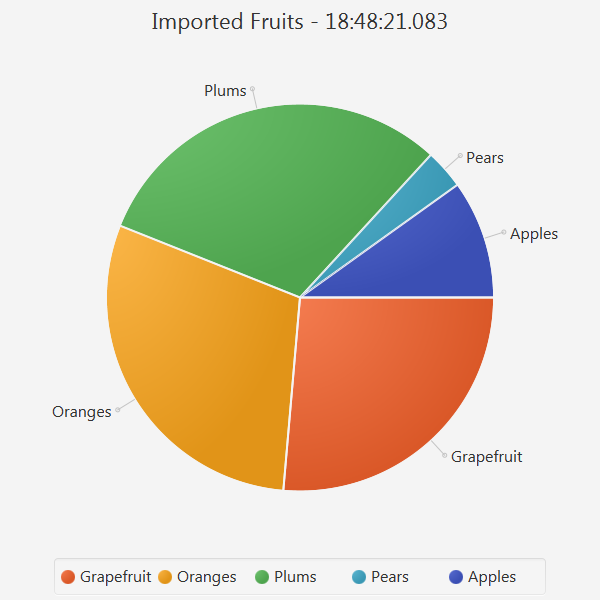 Imported Fruits - 18:48:21.083
Plums
Pears
Apples
Oranges
Grapefruit
Grapefruit Oranges Plums Pears Apples